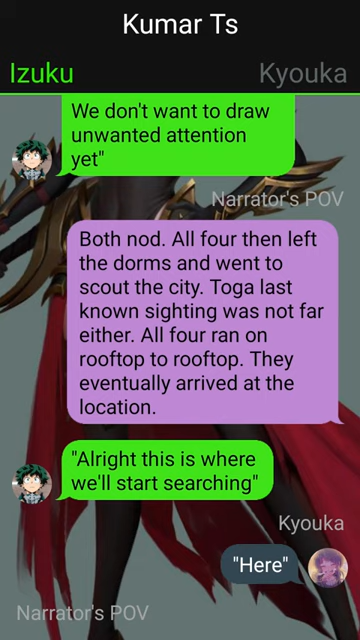 Kumar Ts
Izuku
Kyouka
We don't want to draw
unwanted attention
yet"
Narrator's POV
Both nod. All four then left
the dorms and went to
scout the city. Toga last
known sighting was not far
either. All four ran on
rooftop to rooftop. They
eventually arrived at the
location.
"Alright this is where
we'll start searching"
Kyouka
"Here"
Narrator's POV